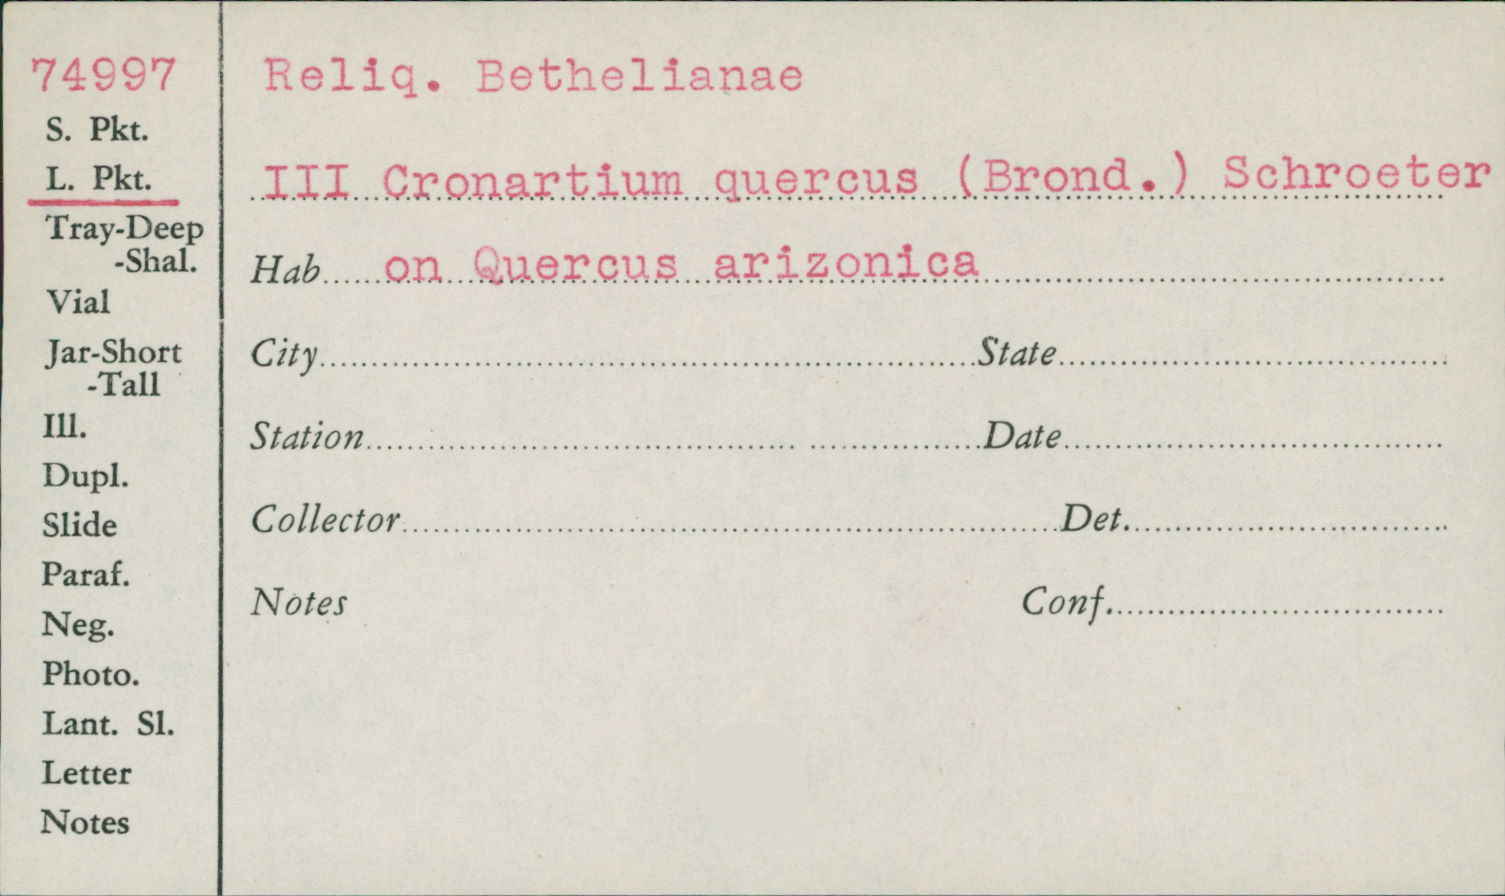 74997
S. Pkt.
L. Pkt.
Tray-Deep
-Shal.
Vial
Jar-Short
-Tall
Ill.
Dupl.
Slide
Paraf.
Neg.
Photo.
Lant. Sl.
Letter
Notes
Reliq. Bethelianae
III Cronartium quercus (Brond.) Schroeter
Hab on Quercus arizonica
City State
Station Date
Collector Det.
Notes Conf.